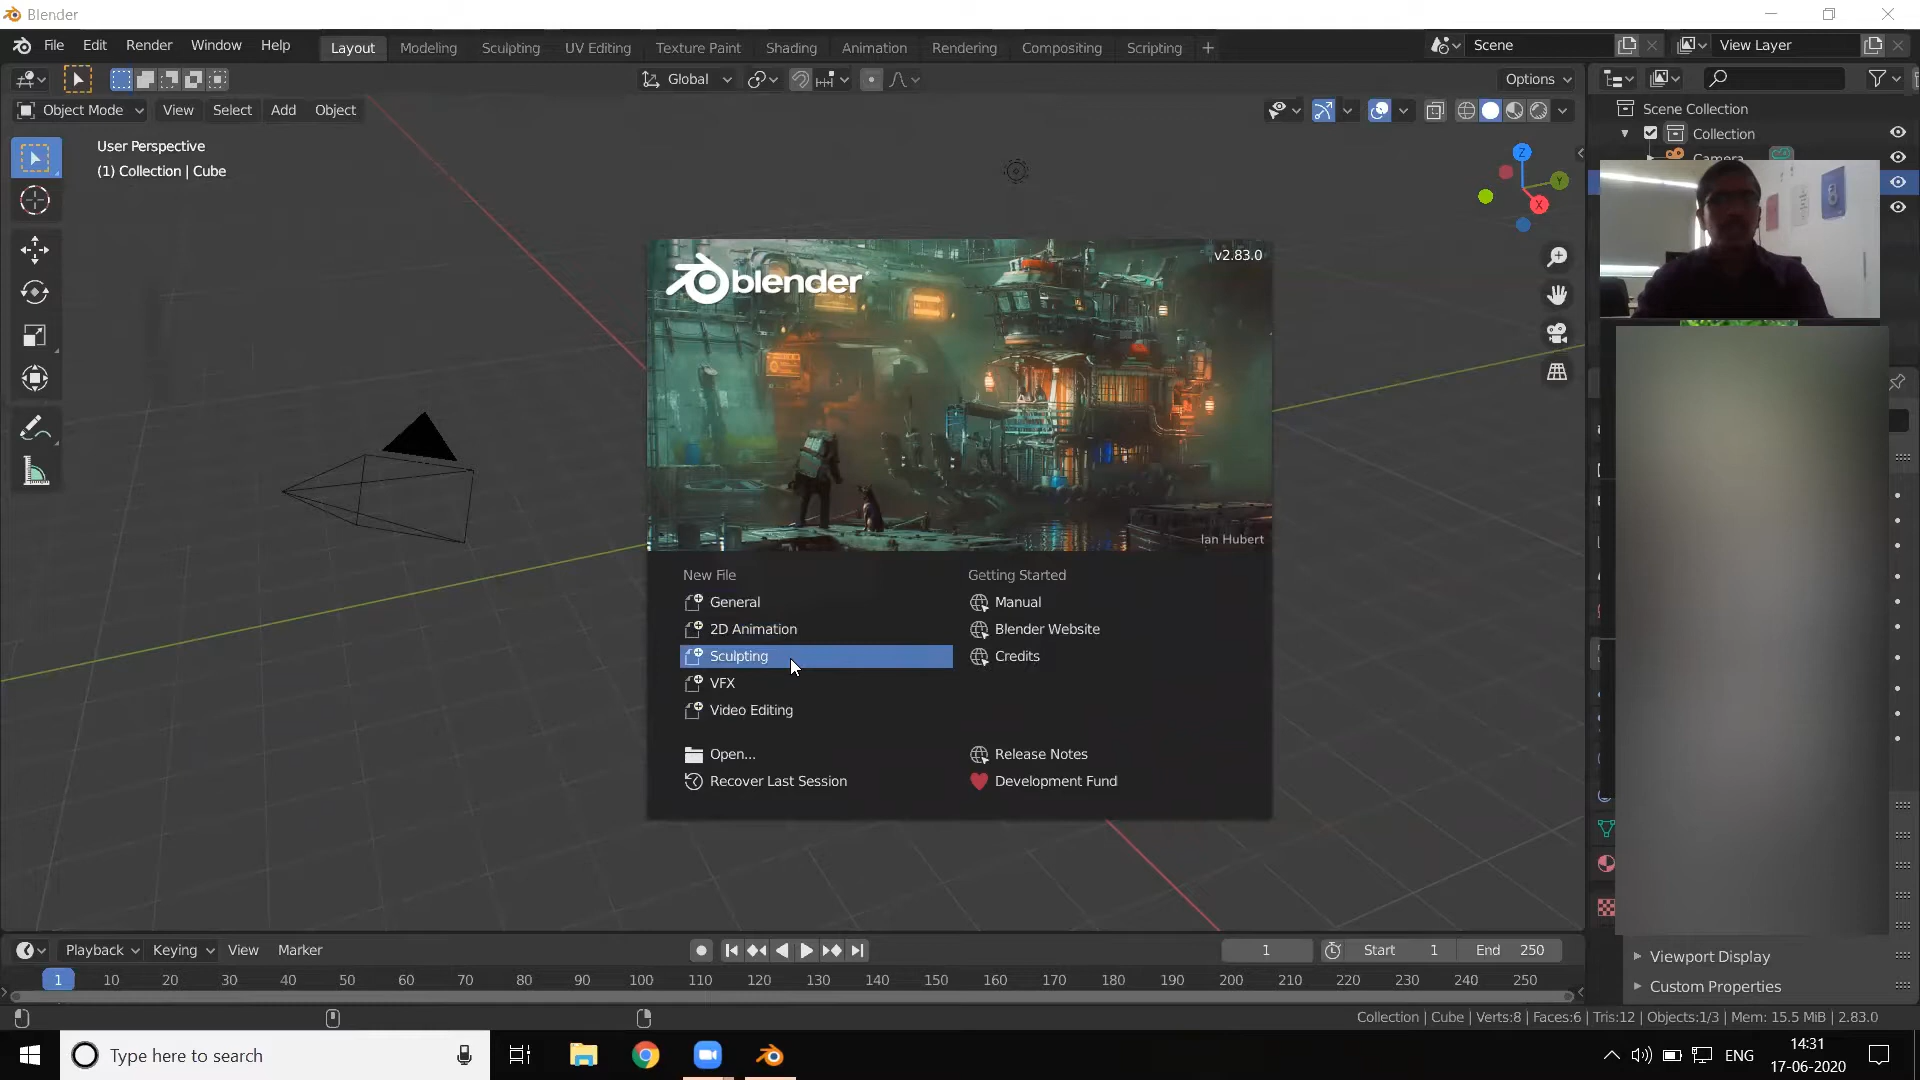 Blender
File Edit Render Window Help Layout Modeling Sculpting UV Editing Texture Paint Shading Animation Rendering Compositing Scripting + Scene View Layer
Global Options
Object Mode View Select Add Object
Scene Collection
Collection
Camera
User Perspective
(1) Collection | Cube
Z
Y
X
blender
v2.83.0
Ian Hubert
New File Getting Started
General Manual
2D Animation Blender Website
Sculpting Credits
VFX
Video Editing
Open... Release Notes
Recover Last Session Development Fund
Playback Keying View Marker 1 Start 1 End 250
1 10 20 30 40 50 60 70 80 90 100 110 120 130 140 150 160 170 180 190 200 210 220 230 240 250
Viewport Display
Custom Properties
Collection | Cube | Verts:8 | Faces:6 | Tris:12 | Objects:1/3 | Mem: 15.5 MiB | 2.83.0
Type here to search
ENG
14:31
17-06-2020